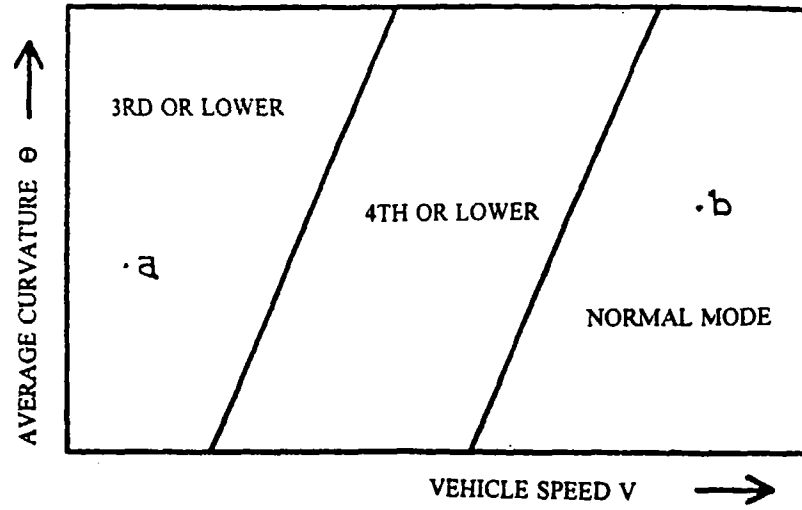 3RD OR LOWER
4TH OR LOWER
·b
·a
NORMAL MODE
AVERAGE CURVATURE θ
VEHICLE SPEED V